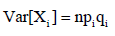 Var[Xᵢ] = npᵢqᵢ